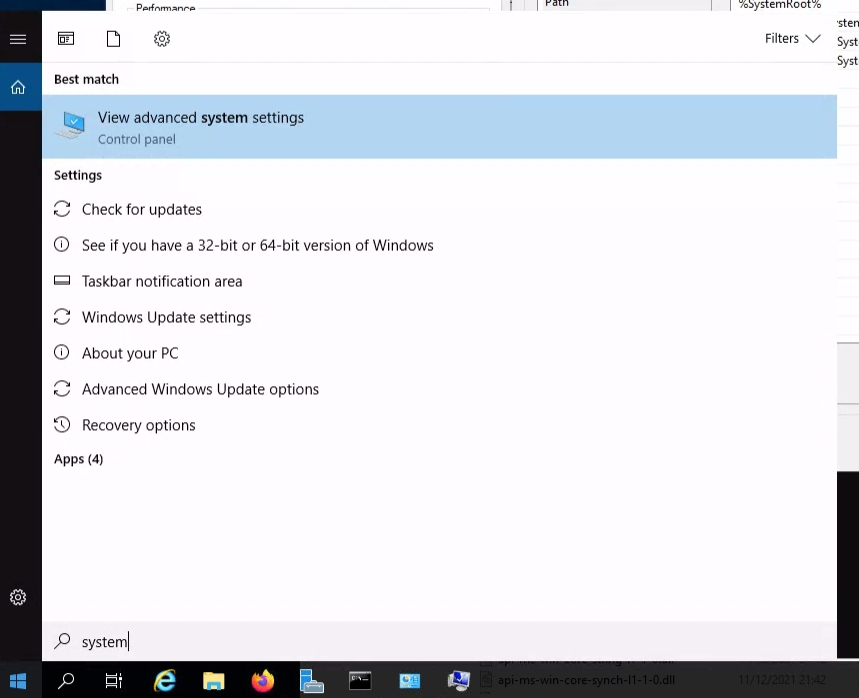 Performance
Path
%SystemRoot%
Filters
Best match
View advanced system settings
Control panel
Settings
Check for updates
See if you have a 32-bit or 64-bit version of Windows
Taskbar notification area
Windows Update settings
About your PC
Advanced Windows Update options
Recovery options
Apps (4)
system
api-ms-win-core-synch-l1-1-0.dll
11/12/2021 21:42